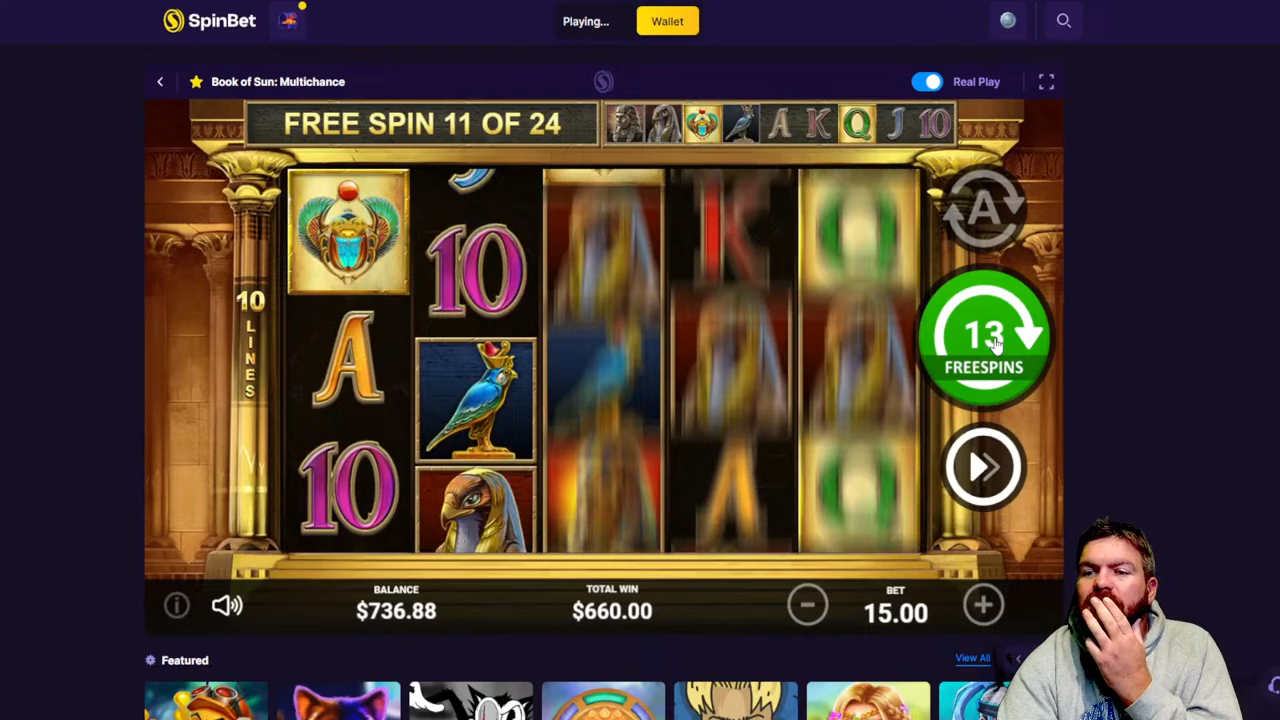 SpinBet
Playing...
Wallet
Book of Sun: Multichance
Real Play
FREE SPIN 11 OF 24
A K Q J 10
J
10
A
10
K
A
10
LINES
A
13
FREESPINS
BALANCE
$736.88
TOTAL WIN
$660.00
BET
15.00
Featured
View All